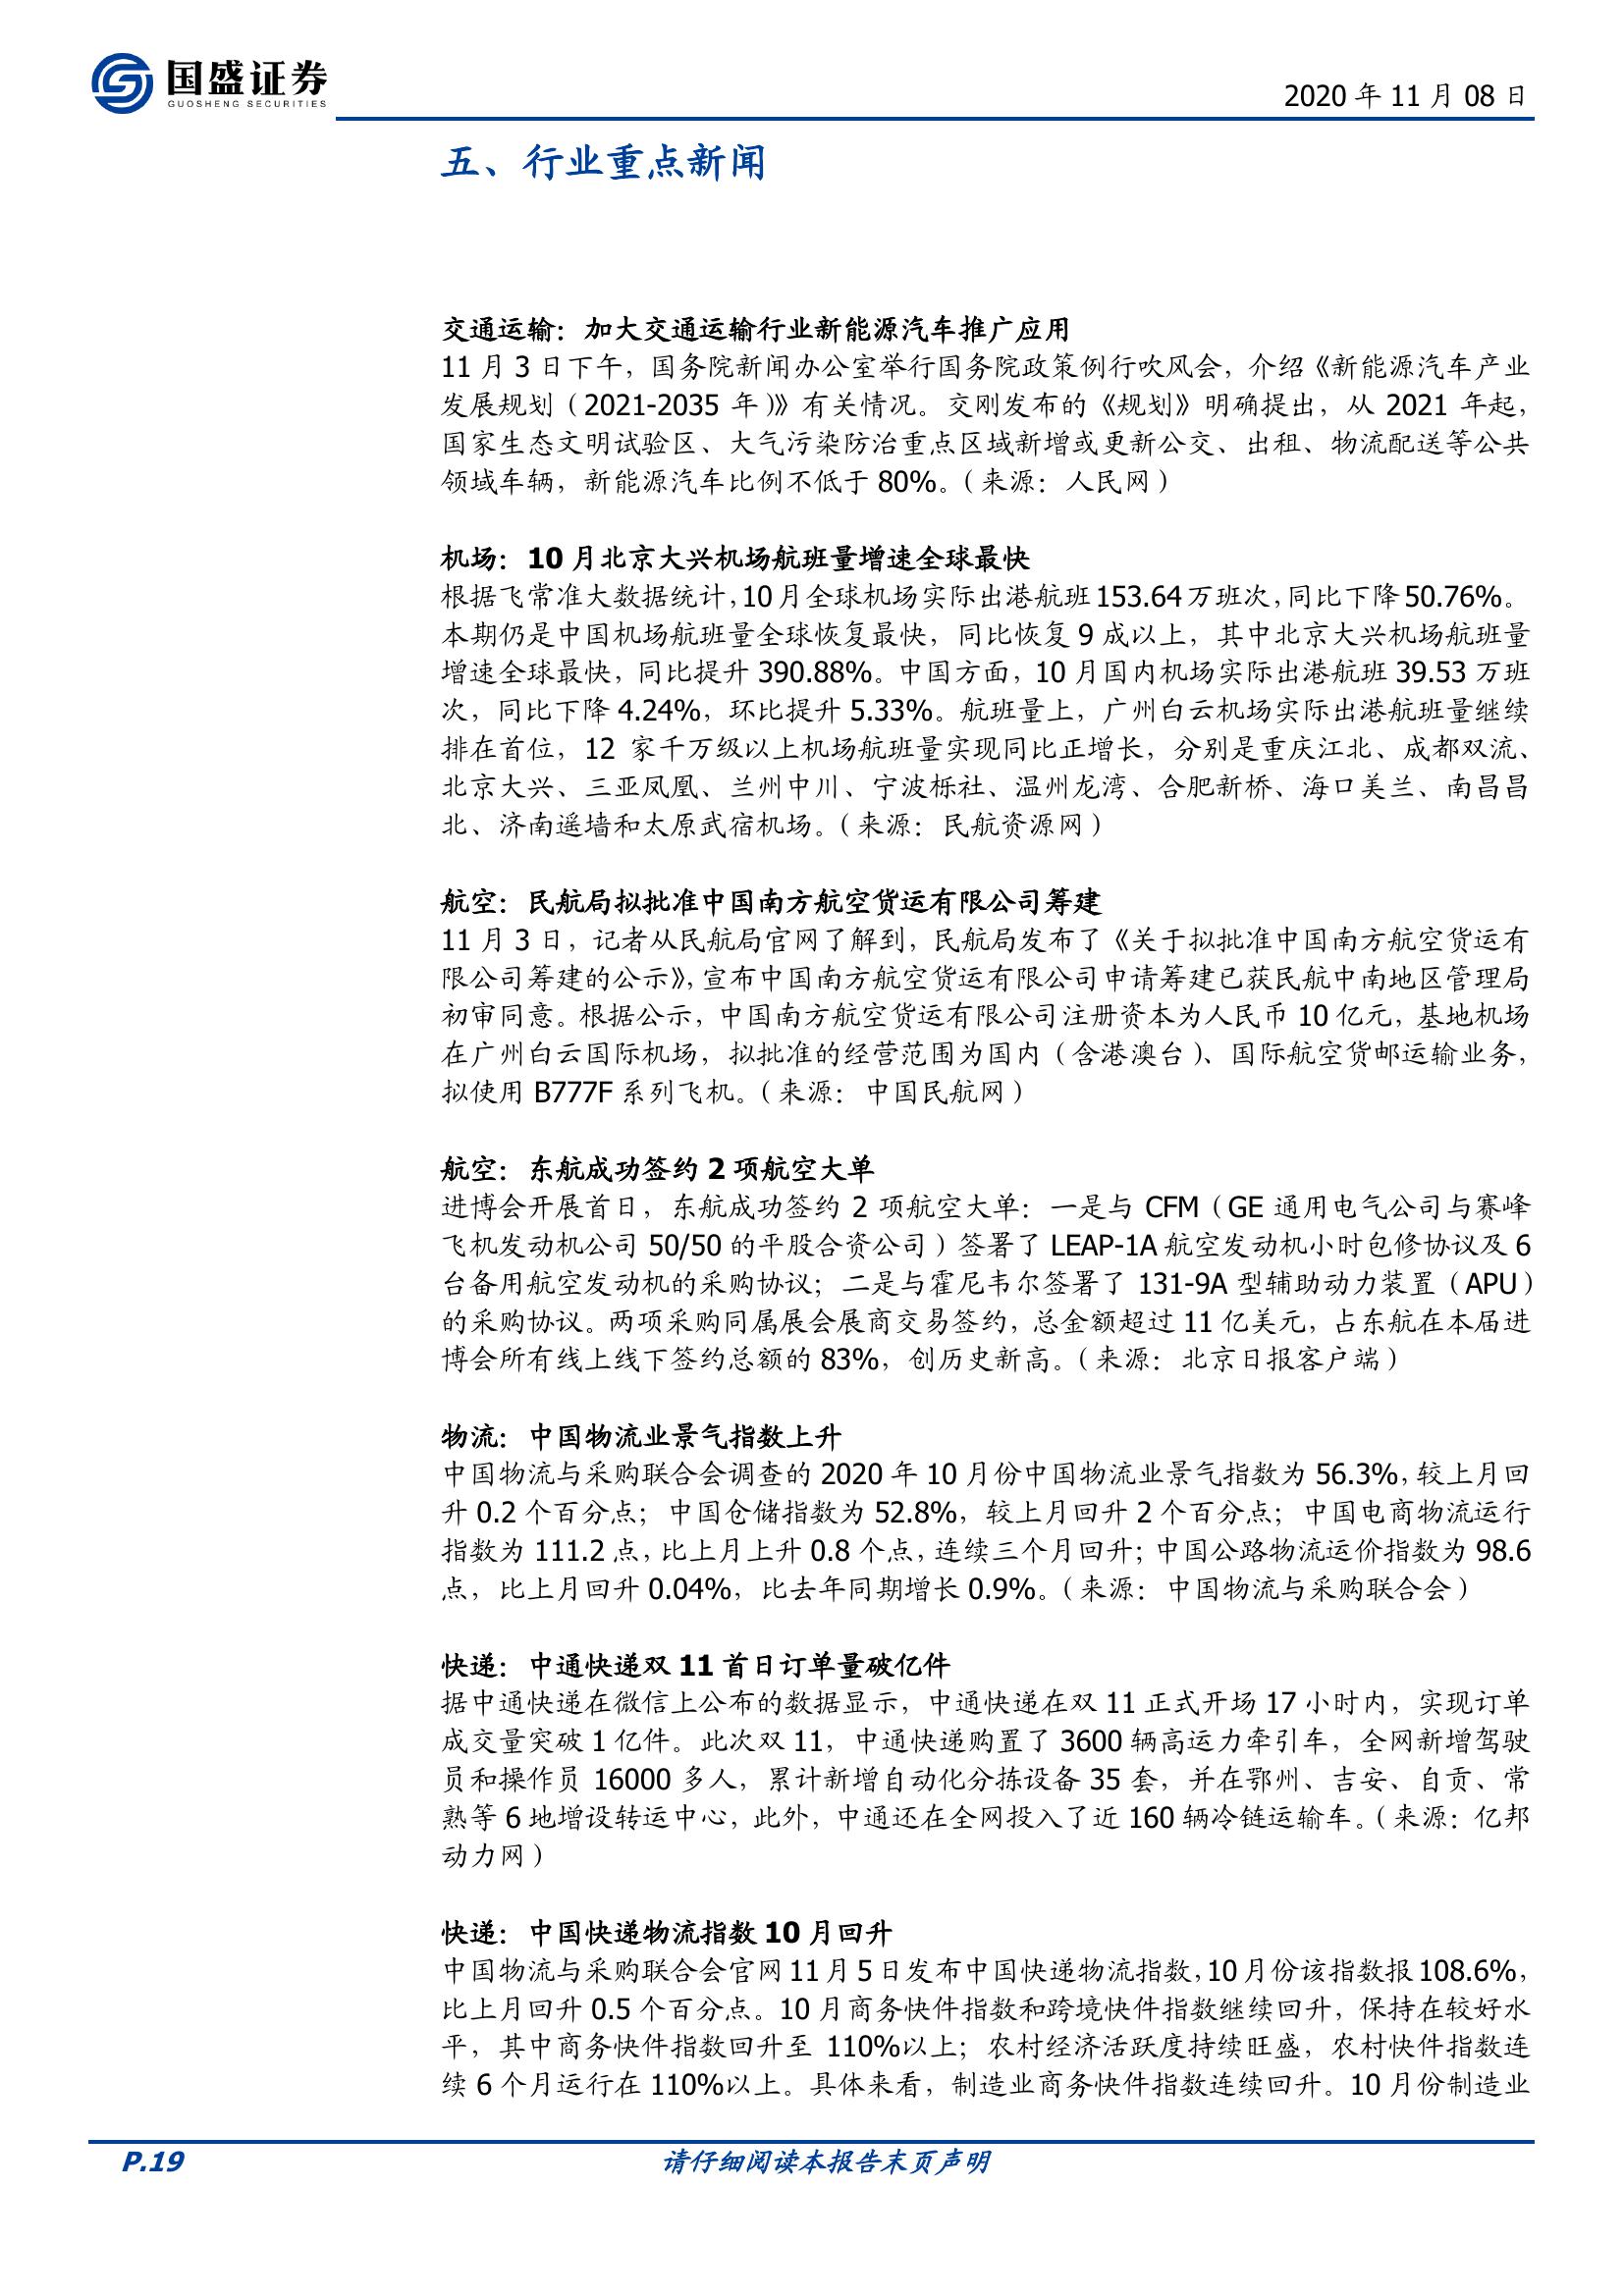 国盛证券
GUOSHENG SECURITIES
2020 年 11 月 08 日
五、行业重点新闻
交通运输：加大交通运输行业新能源汽车推广应用
11 月 3 日下午，国务院新闻办公室举行国务院政策例行吹风会，介绍《新能源汽车产业
发展规划（2021-2035 年）》有关情况。交刚发布的《规划》明确提出，从 2021 年起，
国家生态文明试验区、大气污染防治重点区域新增或更新公交、出租、物流配送等公共
领域车辆，新能源汽车比例不低于 80%。（来源：人民网）
机场：10 月北京大兴机场航班量增速全球最快
根据飞常准大数据统计，10 月全球机场实际出港航班 153.64 万班次，同比下降 50.76%。
本期仍是中国机场航班量全球恢复最快，同比恢复 9 成以上，其中北京大兴机场航班量
增速全球最快，同比提升 390.88%。中国方面，10 月国内机场实际出港航班 39.53 万班
次，同比下降 4.24%，环比提升 5.33%。航班量上，广州白云机场实际出港航班量继续
排在首位，12 家千万级以上机场航班量实现同比正增长，分别是重庆江北、成都双流、
北京大兴、三亚凤凰、兰州中川、宁波栎社、温州龙湾、合肥新桥、海口美兰、南昌昌
北、济南遥墙和太原武宿机场。（来源：民航资源网）
航空：民航局拟批准中国南方航空货运有限公司筹建
11 月 3 日，记者从民航局官网了解到，民航局发布了《关于拟批准中国南方航空货运有
限公司筹建的公示》，宣布中国南方航空货运有限公司申请筹建已获民航中南地区管理局
初审同意。根据公示，中国南方航空货运有限公司注册资本为人民币 10 亿元，基地机场
在广州白云国际机场，拟批准的经营范围为国内（含港澳台）、国际航空货邮运输业务，
拟使用 B777F 系列飞机。（来源：中国民航网）
航空：东航成功签约 2 项航空大单
进博会开展首日，东航成功签约 2 项航空大单：一是与 CFM（GE 通用电气公司与赛峰
飞机发动机公司 50/50 的平股合资公司）签署了 LEAP-1A 航空发动机小时包修协议及 6
台备用航空发动机的采购协议；二是与霍尼韦尔签署了 131-9A 型辅助动力装置（APU）
的采购协议。两项采购同属展会展商交易签约，总金额超过 11 亿美元，占东航在本届进
博会所有线上线下签约总额的 83%，创历史新高。（来源：北京日报客户端）
物流：中国物流业景气指数上升
中国物流与采购联合会调查的 2020 年 10 月份中国物流业景气指数为 56.3%，较上月回
升 0.2 个百分点；中国仓储指数为 52.8%，较上月回升 2 个百分点；中国电商物流运行
指数为 111.2 点，比上月上升 0.8 个点，连续三个月回升；中国公路物流运价指数为 98.6
点，比上月回升 0.04%，比去年同期增长 0.9%。（来源：中国物流与采购联合会）
快递：中通快递双 11 首日订单量破亿件
据中通快递在微信上公布的数据显示，中通快递在双 11 正式开场 17 小时内，实现订单
成交量突破 1 亿件。此次双 11，中通快递购置了 3600 辆高运力牵引车，全网新增驾驶
员和操作员 16000 多人，累计新增自动化分拣设备 35 套，并在鄂州、吉安、自贡、常
熟等 6 地增设转运中心，此外，中通还在全网投入了近 160 辆冷链运输车。（来源：亿邦
动力网）
快递：中国快递物流指数 10 月回升
中国物流与采购联合会官网 11 月 5 日发布中国快递物流指数，10 月份该指数报 108.6%，
比上月回升 0.5 个百分点。10 月商务快件指数和跨境快件指数继续回升，保持在较好水
平，其中商务快件指数回升至 110%以上；农村经济活跃度持续旺盛，农村快件指数连
续 6 个月运行在 110%以上。具体来看，制造业商务快件指数连续回升。10 月份制造业
P.19
请仔细阅读本报告末页声明